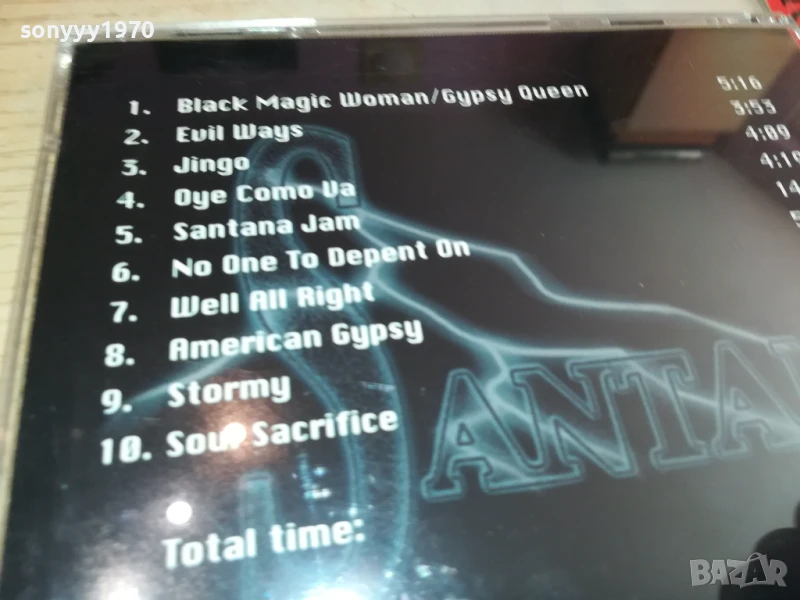 sonyyy1970
1. Black Magic Woman/Gypsy Queen 5:16
2. Evil Ways 3:53
3. Jingo 4:09
4. Oye Como Va
5. Santana Jam
6. No One To Depent On
7. Well All Right
8. American Gypsy
9. Stormy
10. Soul Sacrifice
SANTA
Total time:
BAZAR